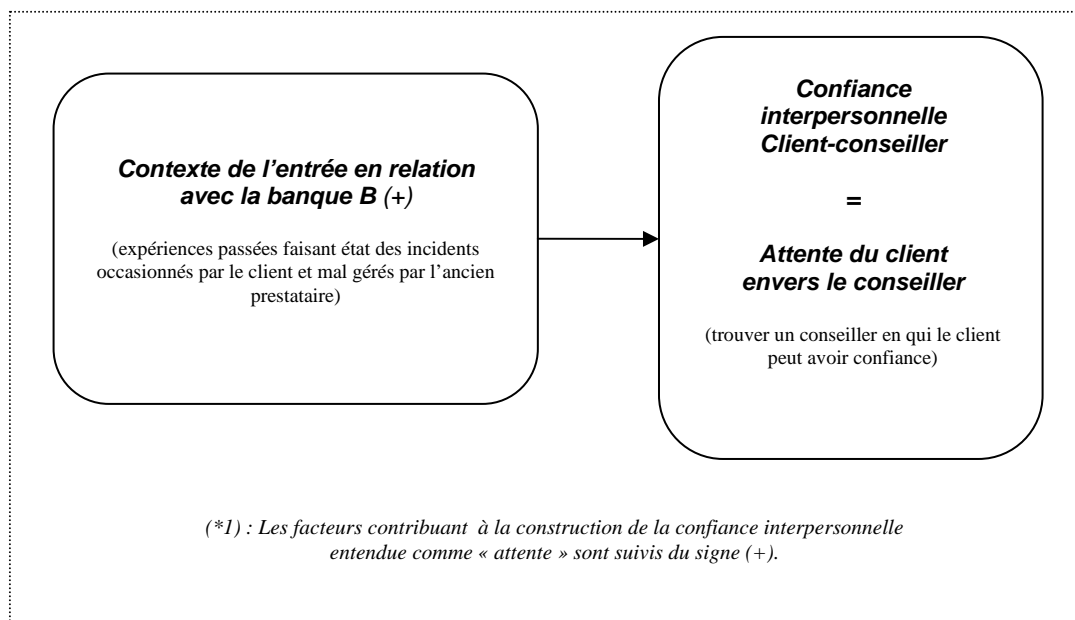 Contexte de l'entrée en relation
avec la banque B (+)
(expériences passées faisant état des incidents
occasionnés par le client et mal gérés par l'ancien
prestataire)
Confiance
interpersonnelle
Client-conseiller
=
Attente du client
envers le conseiller
(trouver un conseiller en qui le client
peut avoir confiance)
(*1) : Les facteurs contribuant à la construction de la confiance interpersonnelle
entendue comme « attente » sont suivis du signe (+).